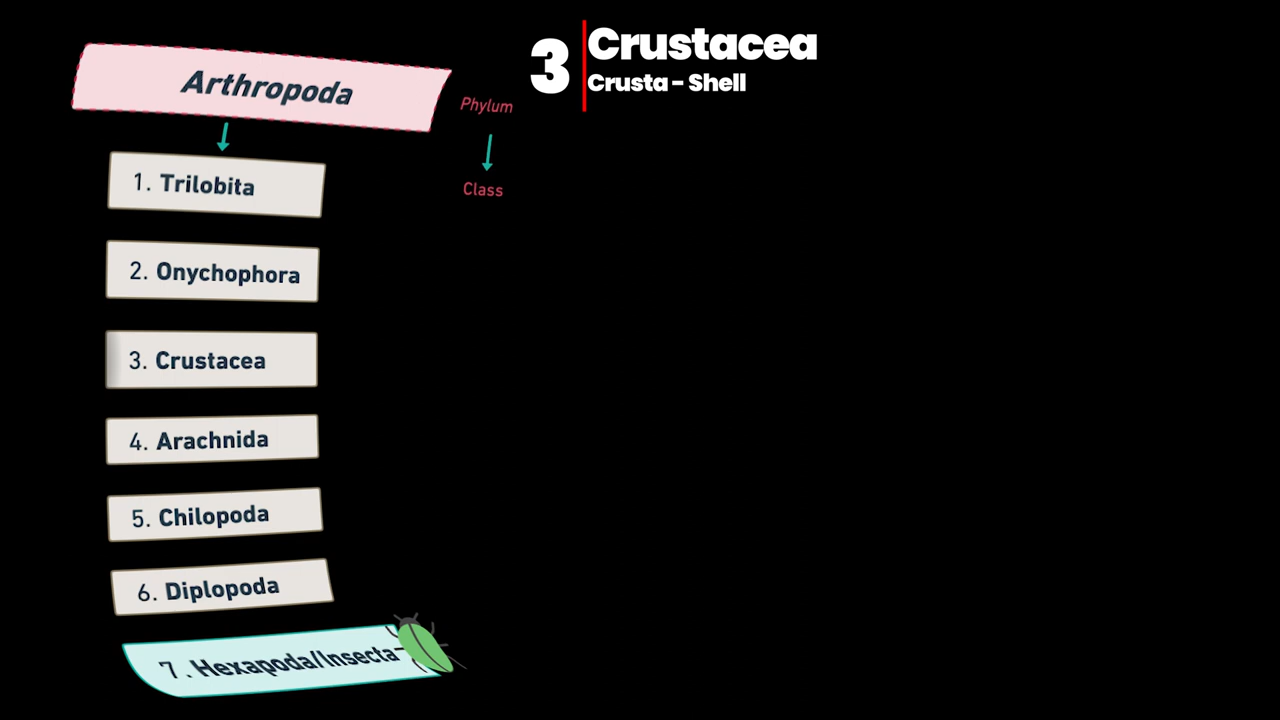 Arthropoda
Phylum
Class
1. Trilobita
2. Onychophora
3. Crustacea
4. Arachnida
5. Chilopoda
6. Diplopoda
7. Hexapoda/Insecta
3
Crustacea
Crusta - Shell